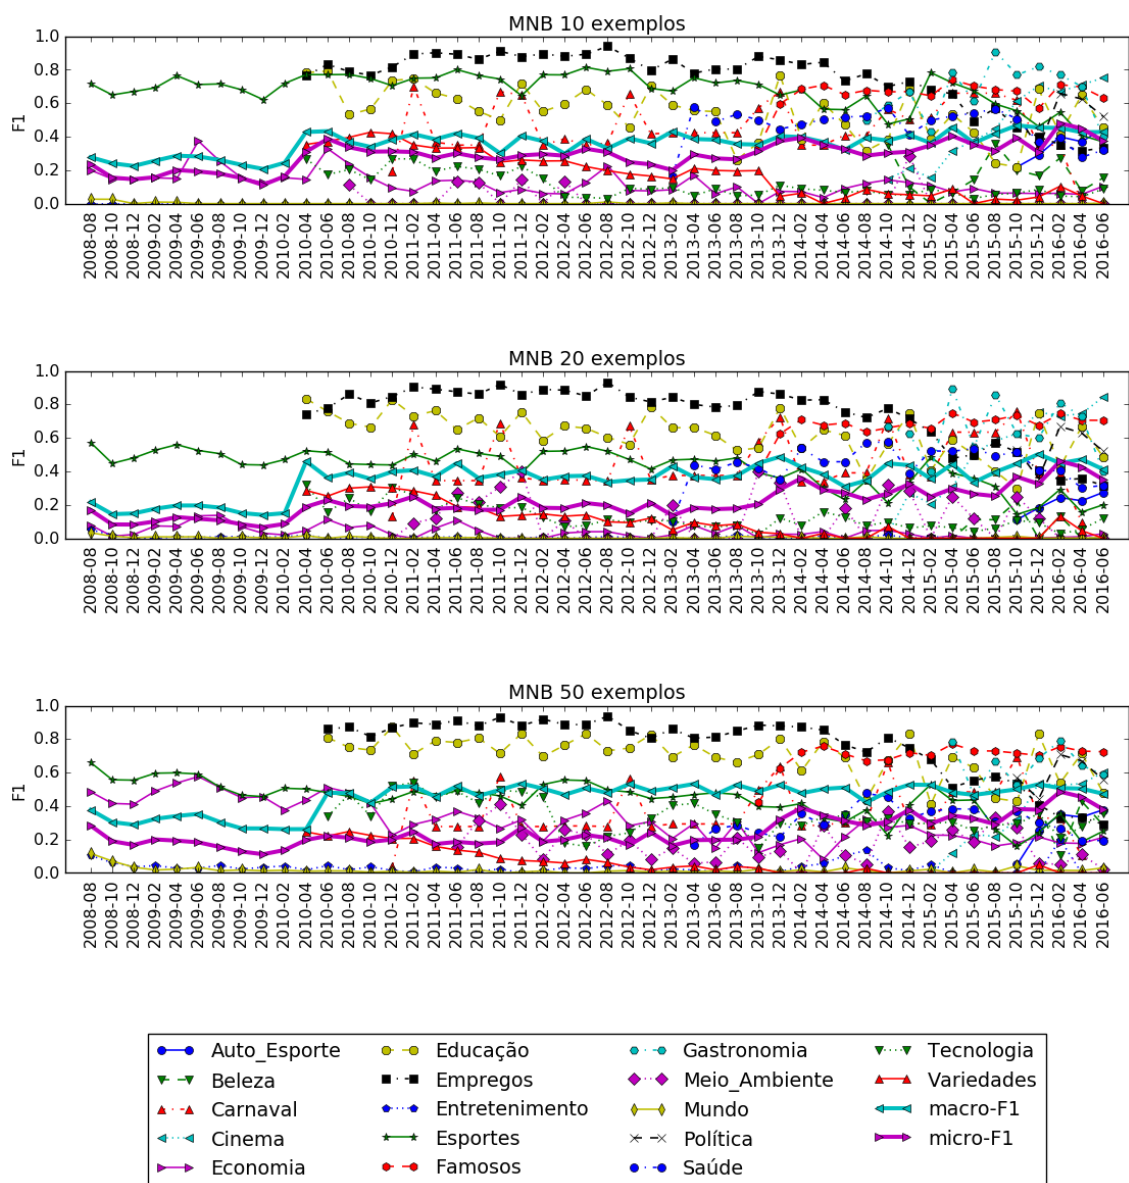 MNB 10 exemplos
1.0
0.8
0.6
0.4
0.2
0.0
F1
2008-08 2008-10 2008-12 2009-02 2009-04 2009-06 2009-08 2009-10 2009-12 2010-02 2010-04 2010-06 2010-08 2010-10 2010-12 2011-02 2011-04 2011-06 2011-08 2011-10 2011-12 2012-02 2012-04 2012-06 2012-08 2012-10 2012-12 2013-02 2013-04 2013-06 2013-08 2013-10 2013-12 2014-02 2014-04 2014-06 2014-08 2014-10 2014-12 2015-02 2015-04 2015-06 2015-08 2015-10 2015-12 2016-02 2016-04 2016-06
MNB 20 exemplos
1.0
0.8
0.6
0.4
0.2
0.0
F1
2008-08 2008-10 2008-12 2009-02 2009-04 2009-06 2009-08 2009-10 2009-12 2010-02 2010-04 2010-06 2010-08 2010-10 2010-12 2011-02 2011-04 2011-06 2011-08 2011-10 2011-12 2012-02 2012-04 2012-06 2012-08 2012-10 2012-12 2013-02 2013-04 2013-06 2013-08 2013-10 2013-12 2014-02 2014-04 2014-06 2014-08 2014-10 2014-12 2015-02 2015-04 2015-06 2015-08 2015-10 2015-12 2016-02 2016-04 2016-06
MNB 50 exemplos
1.0
0.8
0.6
0.4
0.2
0.0
F1
2008-08 2008-10 2008-12 2009-02 2009-04 2009-06 2009-08 2009-10 2009-12 2010-02 2010-04 2010-06 2010-08 2010-10 2010-12 2011-02 2011-04 2011-06 2011-08 2011-10 2011-12 2012-02 2012-04 2012-06 2012-08 2012-10 2012-12 2013-02 2013-04 2013-06 2013-08 2013-10 2013-12 2014-02 2014-04 2014-06 2014-08 2014-10 2014-12 2015-02 2015-04 2015-06 2015-08 2015-10 2015-12 2016-02 2016-04 2016-06
Auto_Esporte Educação Gastronomia Tecnologia
Beleza Empregos Meio_Ambiente Variedades
Carnaval Entretenimento Mundo macro-F1
Cinema Esportes Política micro-F1
Economia Famosos Saúde